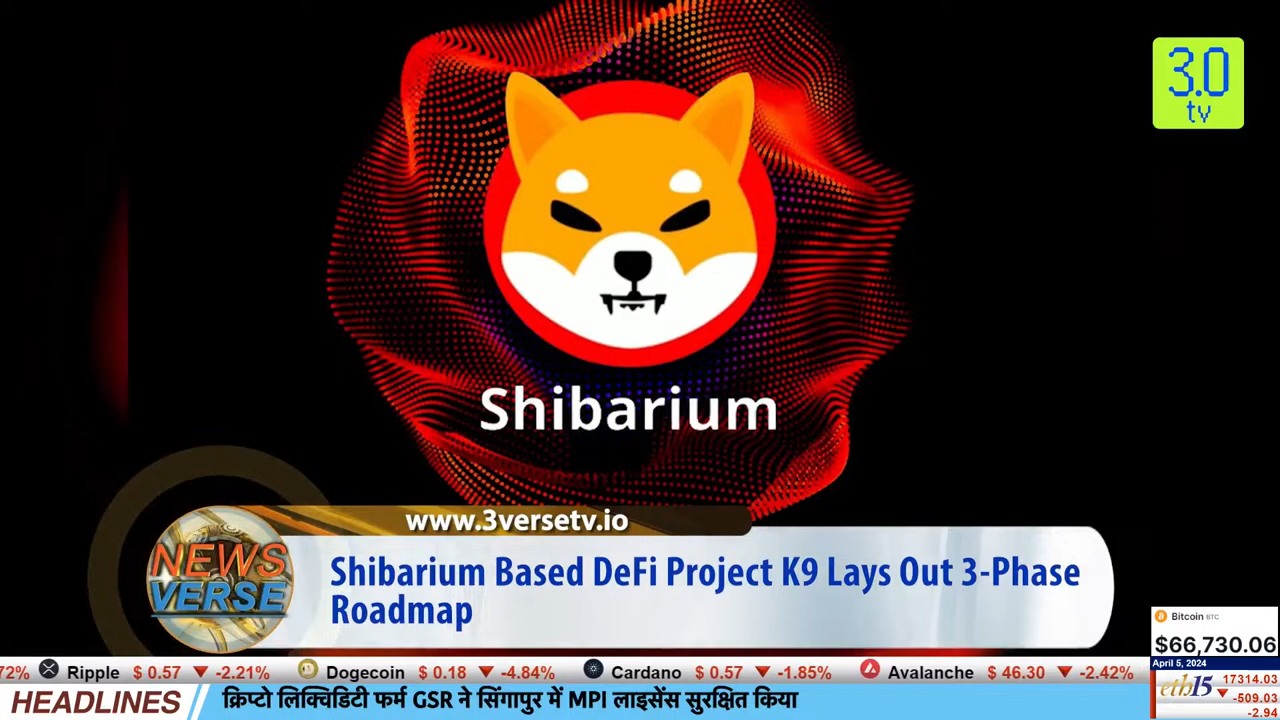 3.0
tv
Shibarium
www.3versetv.io
NEWS
VERSE
Shibarium Based DeFi Project K9 Lays Out 3-Phase
Roadmap
Bitcoin BTC
$66,730.06
April 5, 2024
72% Ripple $ 0.57 ▼ -2.21% Dogecoin $ 0.18 ▼ -4.84% Cardano $ 0.57 ▼ -1.85% Avalanche $ 46.30 ▼ -2.42%
eth15 ▼ 17314.03
-509.03
-2.94
HEADLINES क्रिप्टो लिक्विडिटी फर्म GSR ने सिंगापुर में MPI लाइसेंस सुरक्षित किया